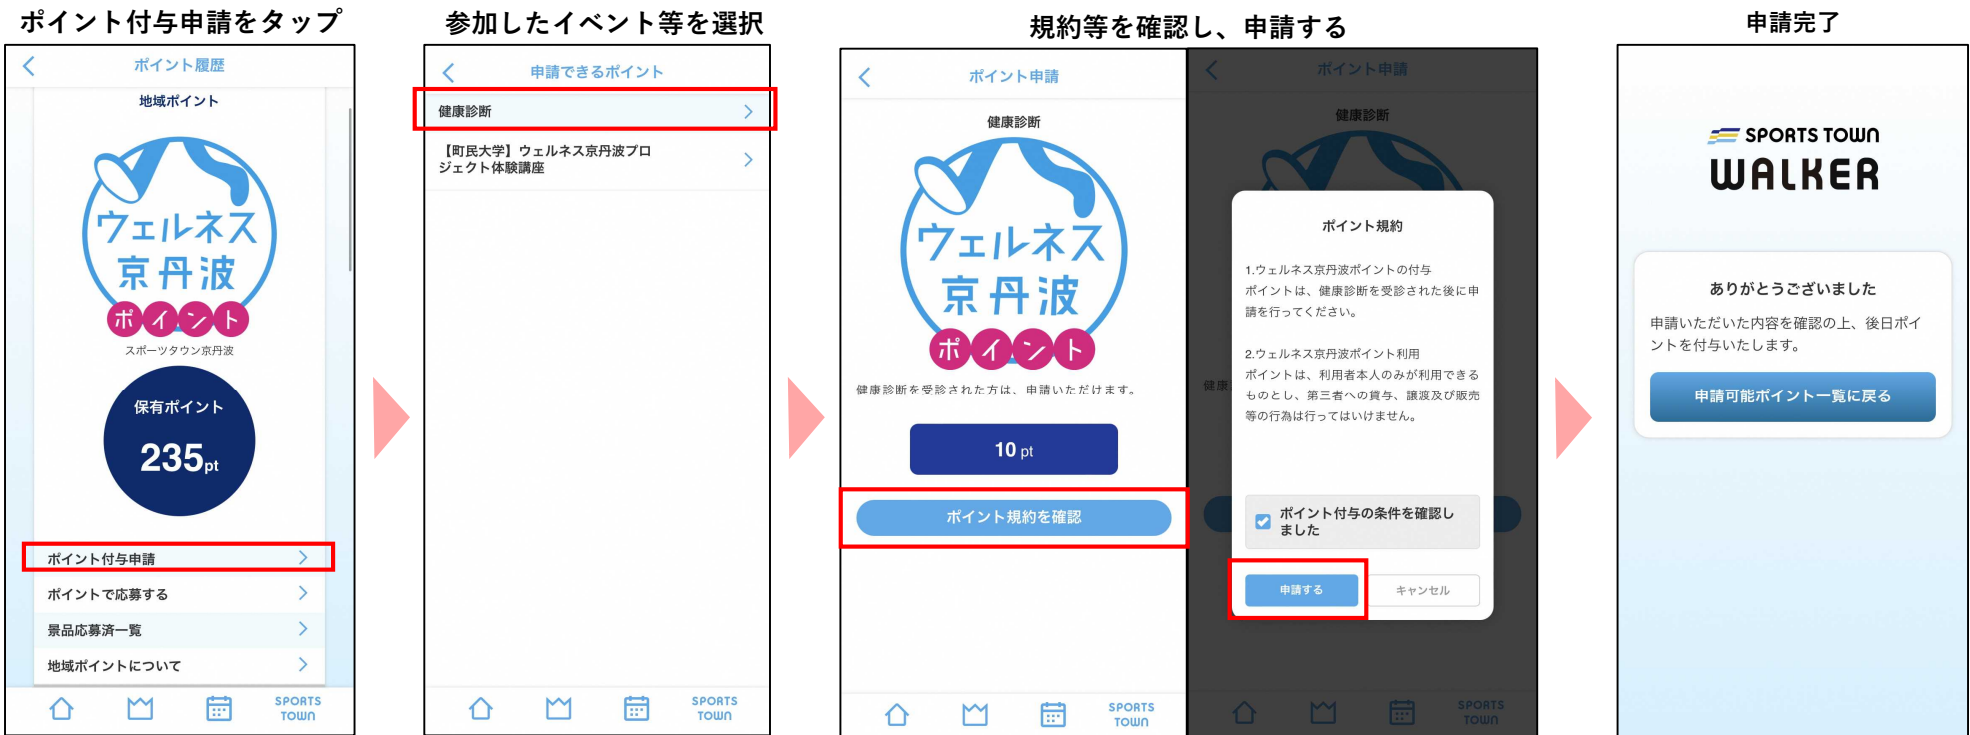 ポイント付与申請をタップ
ポイント履歴
地域ポイント
ウェルネス
京丹波
ポイント
スポーツタウン京丹波
保有ポイント
235pt
ポイント付与申請
ポイントで応募する
景品応募済一覧
地域ポイントについて
SPORTS
TOWN
参加したイベント等を選択
申請できるポイント
健康診断
【町民大学】ウェルネス京丹波プロ
ジェクト体験講座
SPORTS
TOWN
規約等を確認し、申請する
ポイント申請
健康診断
ウェルネス
京丹波
ポイント
健康診断を受診された方は、申請いただけます。
10 pt
ポイント規約を確認
SPORTS
TOWN
ポイント申請
健康診断
健康
ポイント規約
1.ウェルネス京丹波ポイントの付与
ポイントは、健康診断を受診された後に申
請を行ってください。
2.ウェルネス京丹波ポイント利用
ポイントは、利用者本人のみが利用できる
ものとし、第三者への貸与、譲渡及び販売
等の行為は行ってはいけません。
ポイント付与の条件を確認し
ました
申請する
キャンセル
SPORTS
TOWN
申請完了
SPORTS TOWN
WALKER
ありがとうございました
申請いただいた内容を確認の上、後日ポイ
ントを付与いたします。
申請可能ポイント一覧に戻る